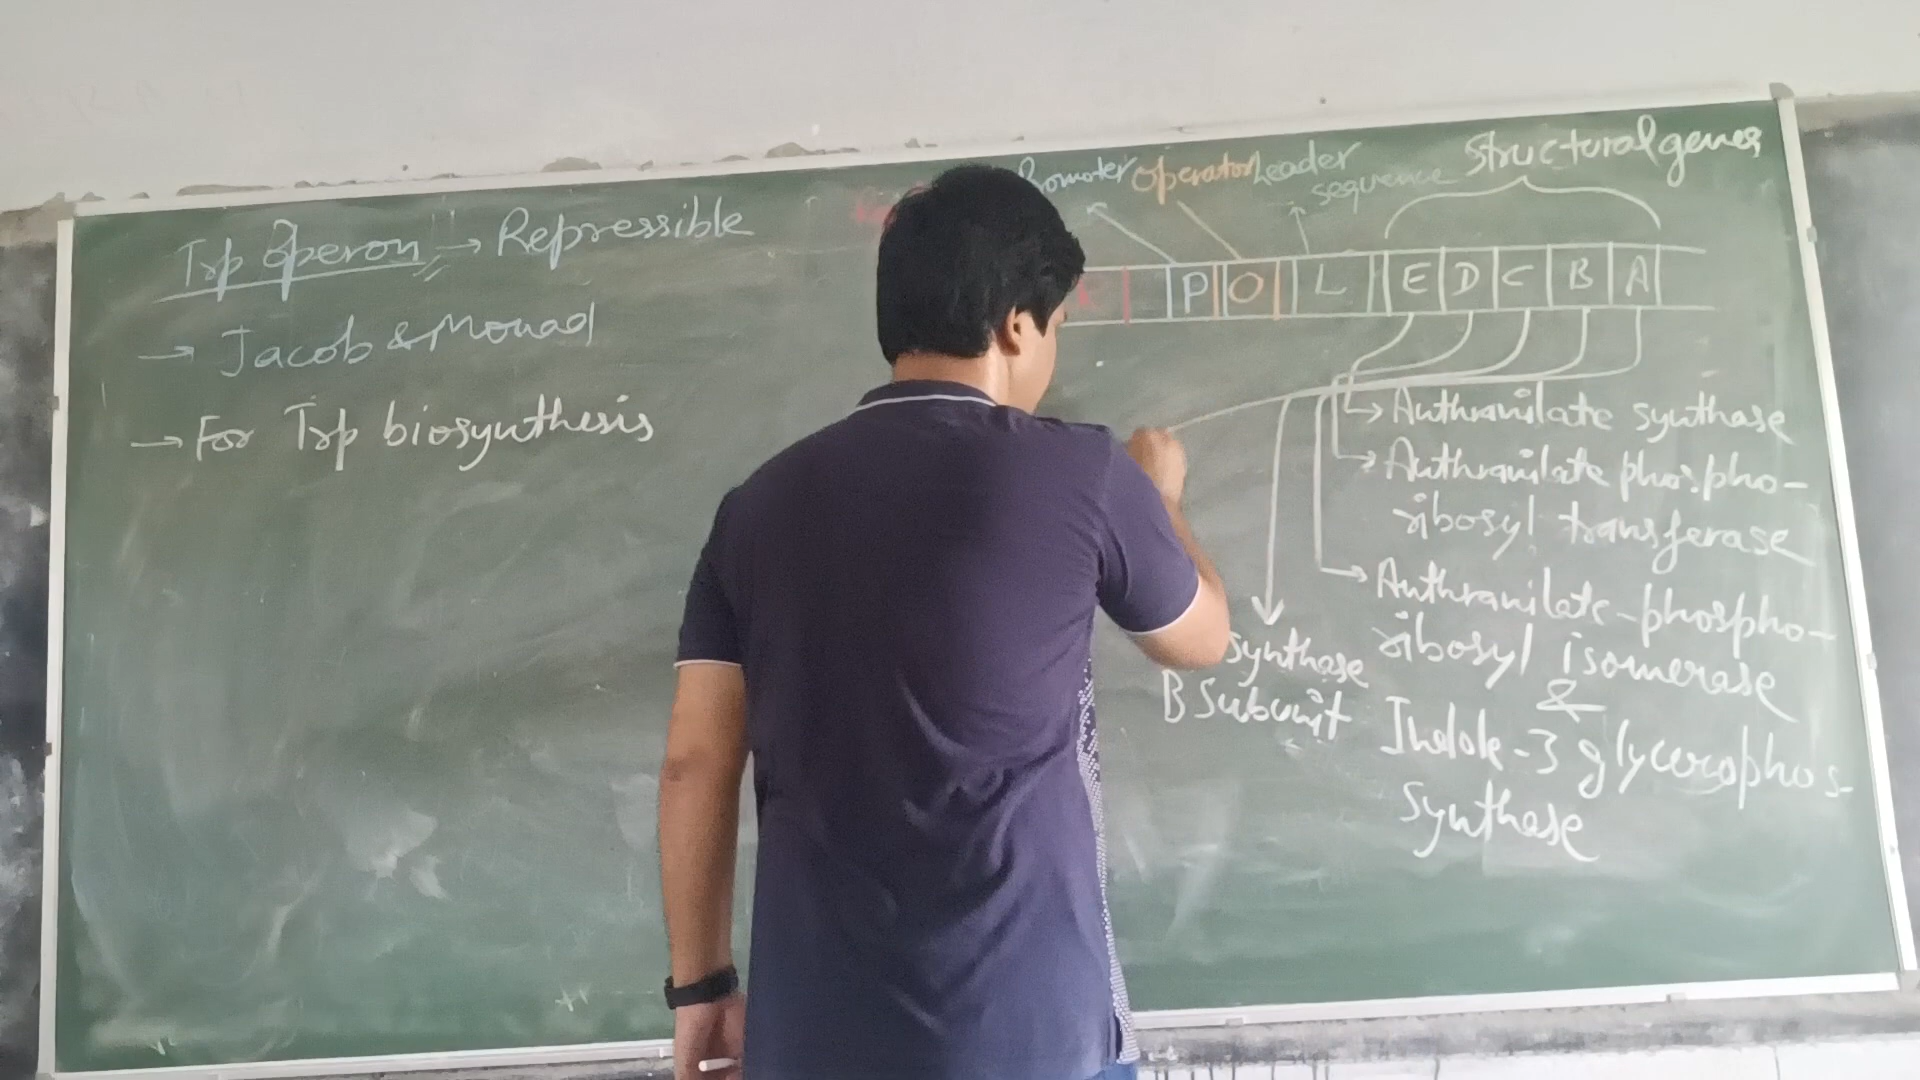 Trp Operon → Repressible
→ Jacob & Monad
→ For Trp biosynthesis
Promoter Operator Leader
sequence
Structural genes
P O L E D C B A
→ Anthranilate synthase
→ Anthranilate phospho-
ribosyl transferase
→ Anthranilate-phospho-
ribosyl isomerase
&
Indole-3 glycerophos-
synthase
synthase
B Subunit